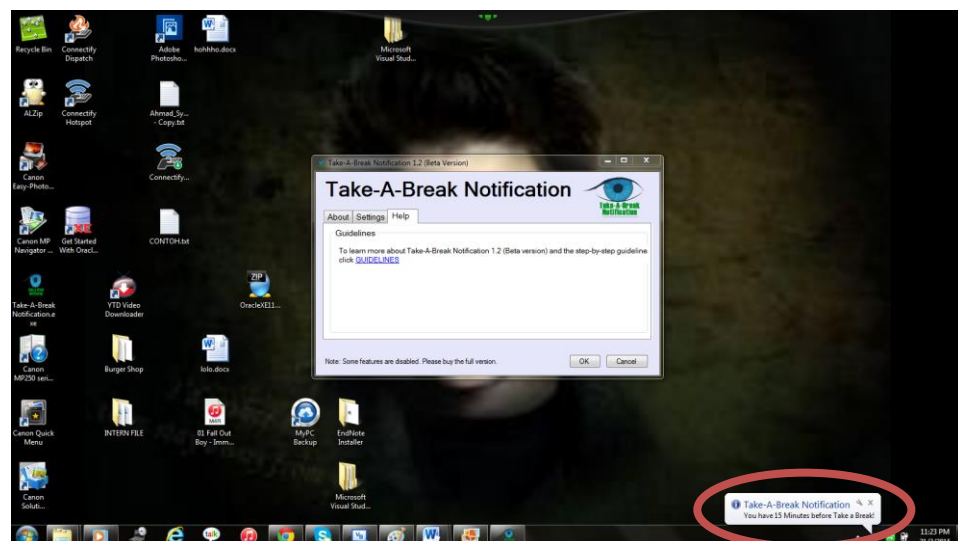 Recycle Bin
Connectify
Dispatch
Adobe
Photosho...
hohhho.docx
Microsoft
Visual Stud...
ALZip
Connectify
Hotspot
Ahmad_Sy...
- Copy.txt
Canon
Easy-Photo...
Connectify...
Canon MP
Navigator ...
Get Started
With Oracl...
CONTOH.txt
Take-A-Break
Notification.e
xe
YTD Video
Downloader
ZIP
OracleXE11...
Canon
MP250 seri...
Burger Shop
lolo.docx
Canon Quick
Menu
INTERN FILE
M4A
01 Fall Out
Boy - Imm...
MyPC
Backup
EndNote
Installer
Canon
Soluti...
Microsoft
Visual Stud...
Take-A-Break Notification 1.2 (Beta Version)
Take-A-Break Notification
Take-A-Break
Notification
About Settings Help
Guidelines
To learn more about Take-A-Break Notification 1.2 (Beta version) and the step-by-step guideline
click GUIDELINES
Note: Some features are disabled. Please buy the full version.
OK Cancel
Take-A-Break Notification
You have 15 Minutes before Take a Break!
talk
11:23 PM